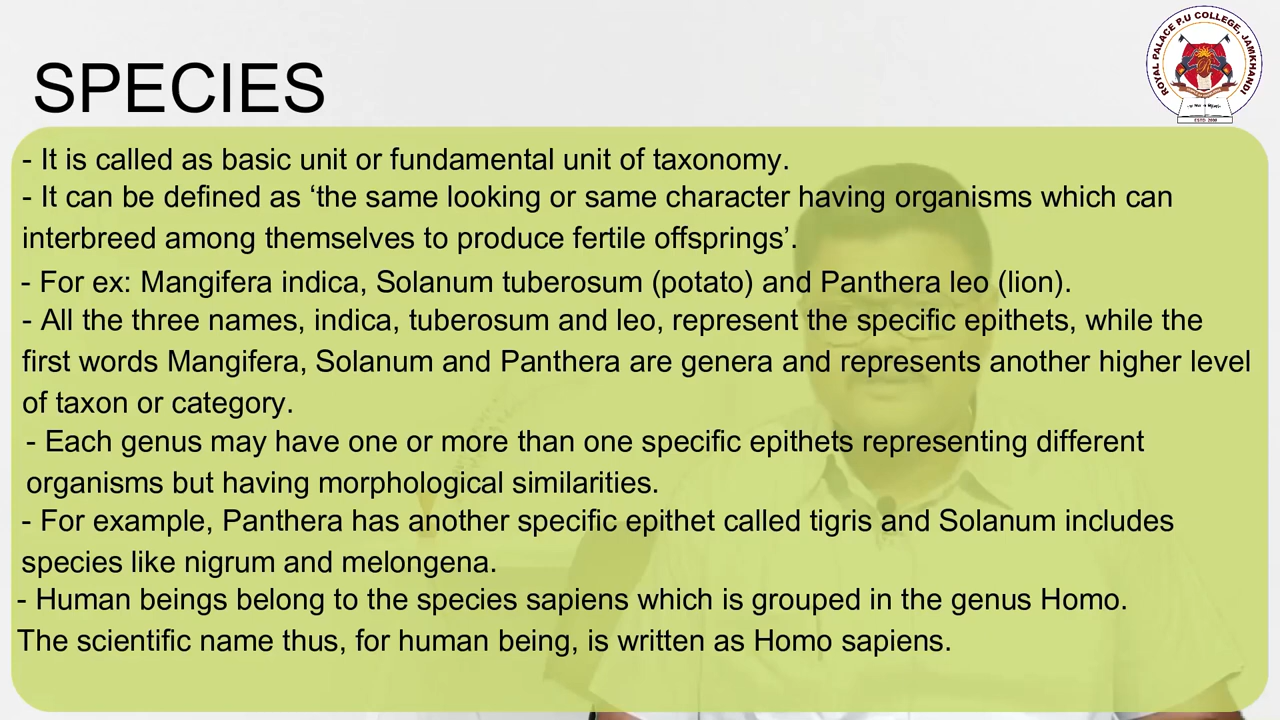 ROYAL PALACE P.U COLLEGE, JAMKHANDI
SPECIES
- It is called as basic unit or fundamental unit of taxonomy.
- It can be defined as ‘the same looking or same character having organisms which can
interbreed among themselves to produce fertile offsprings’.
- For ex: Mangifera indica, Solanum tuberosum (potato) and Panthera leo (lion).
- All the three names, indica, tuberosum and leo, represent the specific epithets, while the
first words Mangifera, Solanum and Panthera are genera and represents another higher level
of taxon or category.
- Each genus may have one or more than one specific epithets representing different
organisms but having morphological similarities.
- For example, Panthera has another specific epithet called tigris and Solanum includes
species like nigrum and melongena.
- Human beings belong to the species sapiens which is grouped in the genus Homo.
The scientific name thus, for human being, is written as Homo sapiens.